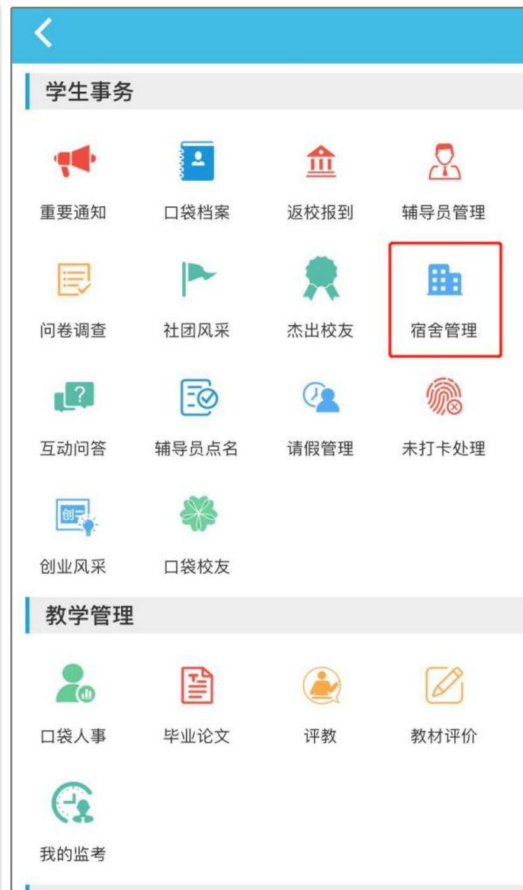 学生事务
重要通知 口袋档案 返校报到 辅导员管理
问卷调查 社团风采 杰出校友 宿舍管理
?
互动问答 辅导员点名 请假管理 未打卡处理
创
创业风采 口袋校友
教学管理
口袋人事 毕业论文 评教 教材评价
我的监考